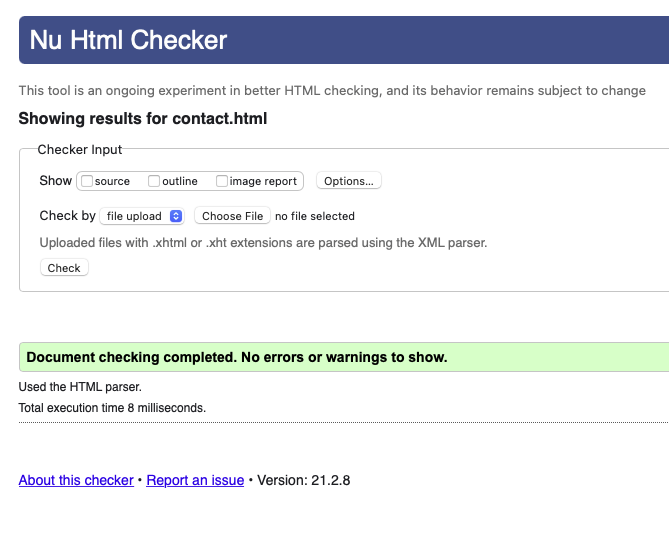 Nu Html Checker
This tool is an ongoing experiment in better HTML checking, and its behavior remains subject to change
Showing results for contact.html
Checker Input
Show source outline image report Options...
Check by file upload Choose File no file selected
Uploaded files with .xhtml or .xht extensions are parsed using the XML parser.
Check
Document checking completed. No errors or warnings to show.
Used the HTML parser.
Total execution time 8 milliseconds.
About this checker • Report an issue • Version: 21.2.8